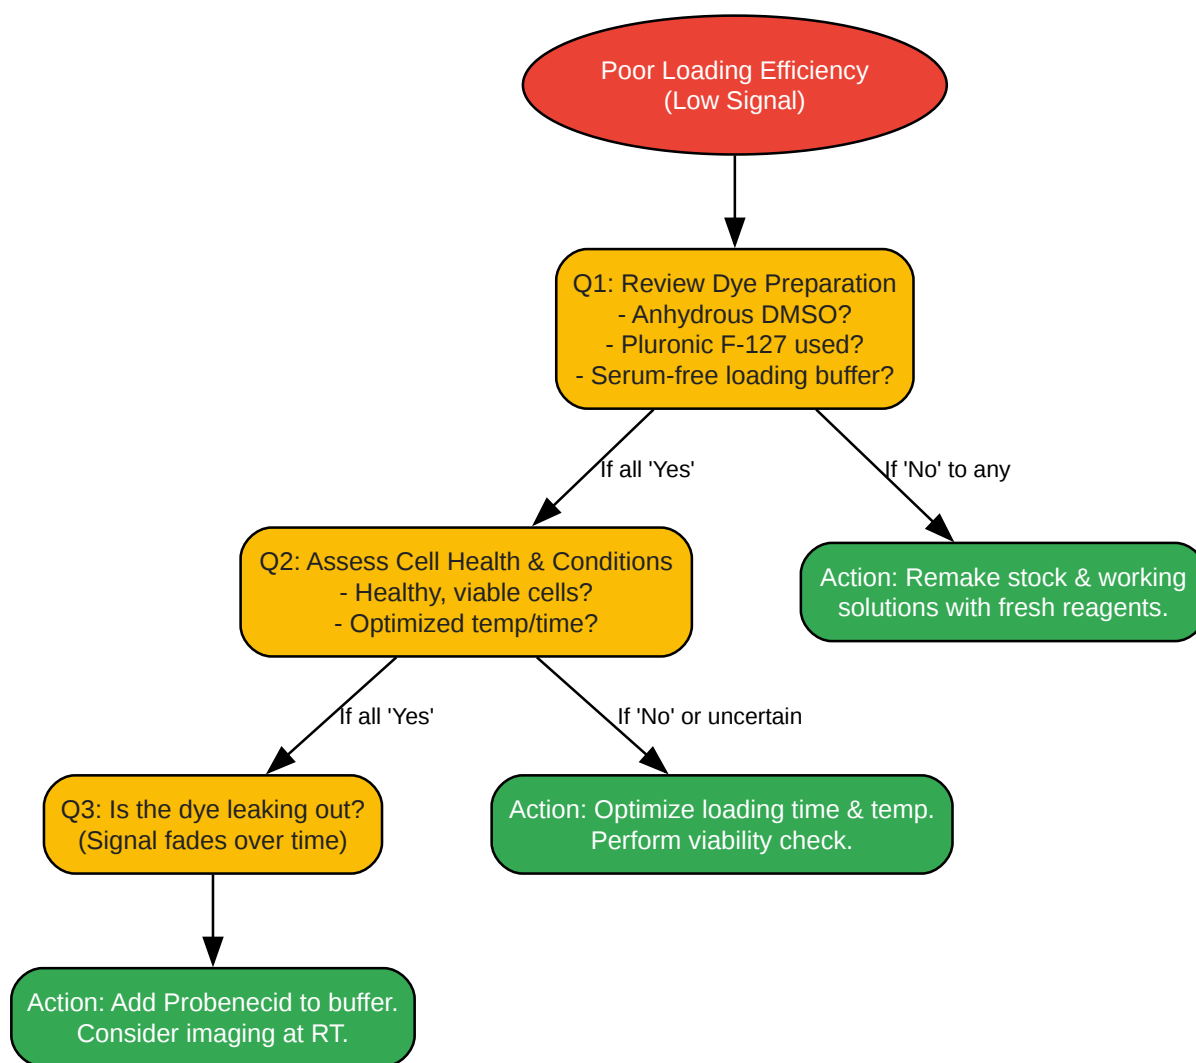 Poor Loading Efficiency
(Low Signal)
Q1: Review Dye Preparation
- Anhydrous DMSO?
- Pluronic F-127 used?
- Serum-free loading buffer?
If all 'Yes'
If 'No' to any
Q2: Assess Cell Health & Conditions
- Healthy, viable cells?
- Optimized temp/time?
Action: Remake stock & working
solutions with fresh reagents.
If all 'Yes'
If 'No' or uncertain
Q3: Is the dye leaking out?
(Signal fades over time)
Action: Optimize loading time & temp.
Perform viability check.
Action: Add Probenecid to buffer.
Consider imaging at RT.